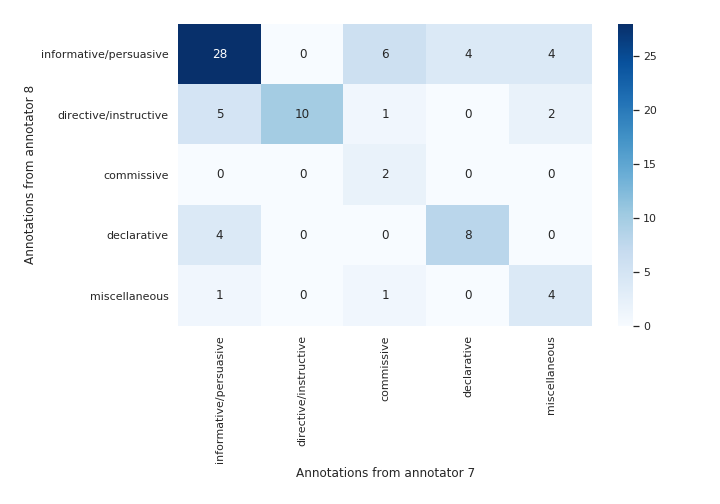 informative/persuasive 28 0 6 4 4
directive/instructive 5 10 1 0 2
commissive 0 0 2 0 0
declarative 4 0 0 8 0
miscellaneous 1 0 1 0 4
informative/persuasive
directive/instructive
commissive
declarative
miscellaneous
Annotations from annotator 7
Annotations from annotator 8
25
20
15
10
5
0